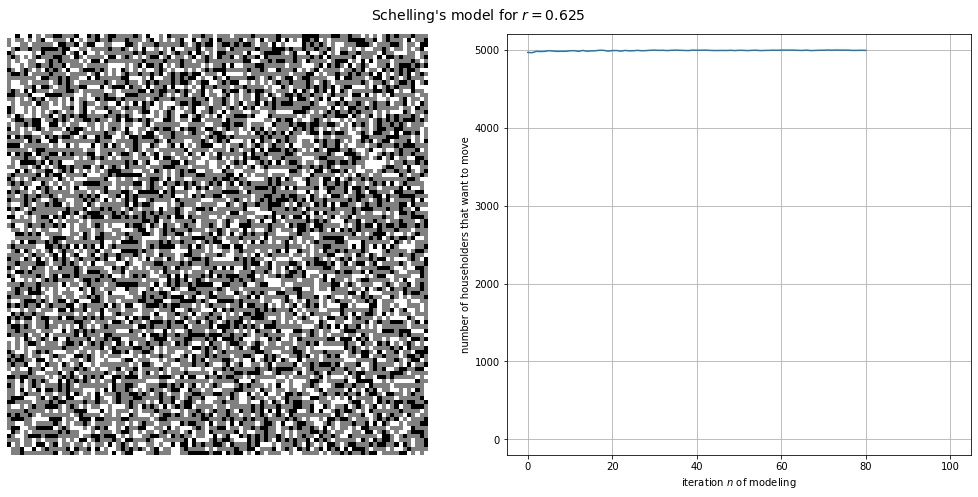 Schelling's model for r = 0.625
number of householders that want to move
5000
4000
3000
2000
1000
0
0 20 40 60 80 100
iteration n of modeling